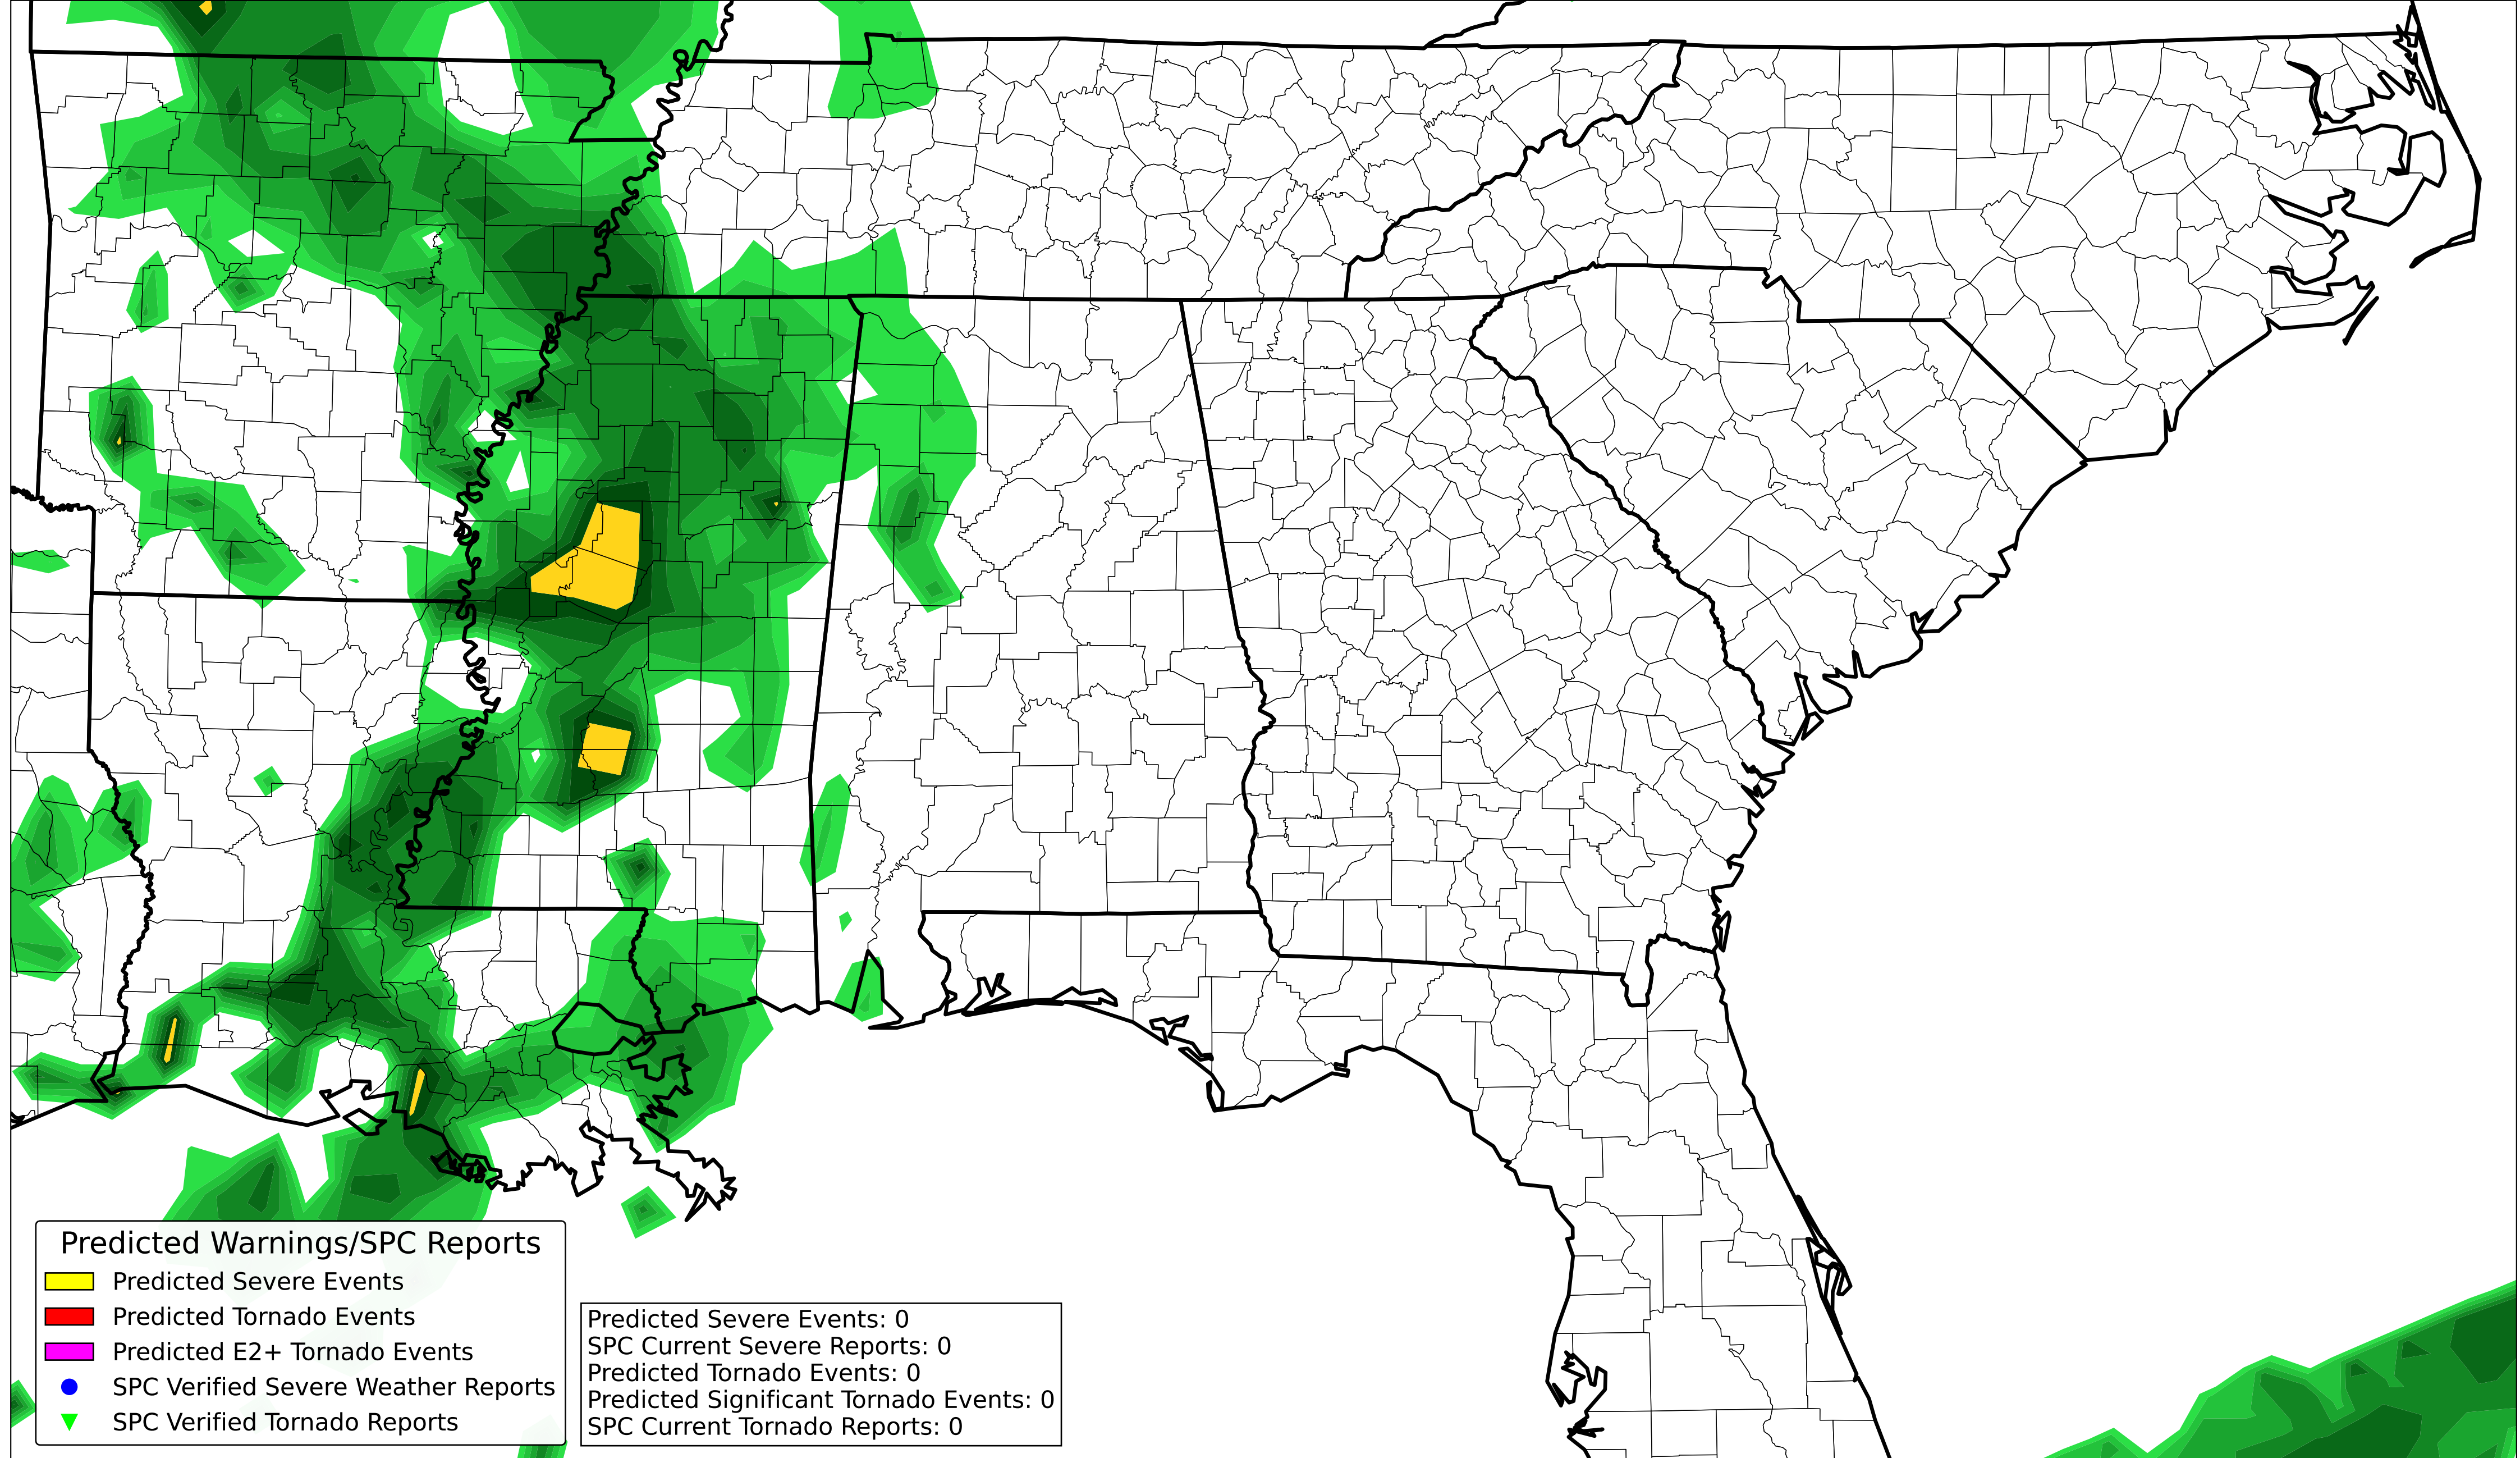 Predicted Warnings/SPC Reports
Predicted Severe Events
Predicted Tornado Events
Predicted E2+ Tornado Events
SPC Verified Severe Weather Reports
SPC Verified Tornado Reports
Predicted Severe Events: 0
SPC Current Severe Reports: 0
Predicted Tornado Events: 0
Predicted Significant Tornado Events: 0
SPC Current Tornado Reports: 0